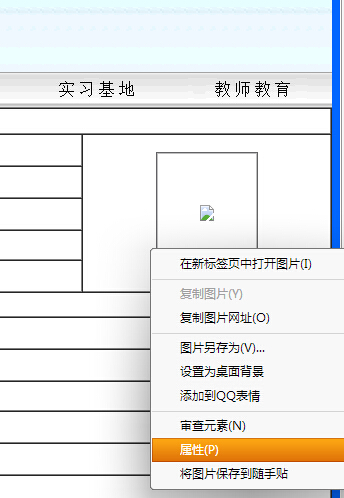 实习基地 教师教育
在新标签页中打开图片(I)
复制图片(Y)
复制图片网址(O)
图片另存为(V)...
设置为桌面背景
添加到QQ表情
审查元素(N)
属性(P)
将图片保存到随手贴